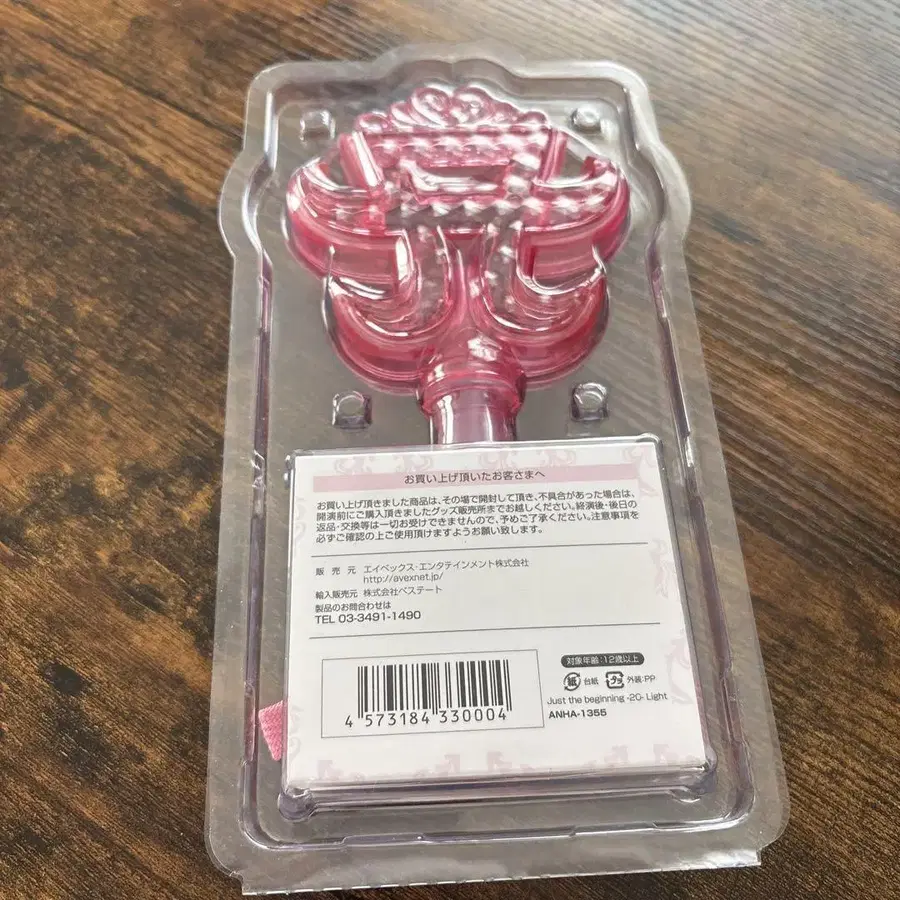 お買い上げ頂いたお客さまへ
お買い上げ頂きました商品は、その場で開封して頂き、不具合があった場合は、
開演前にご購入頂きましたグッズ販売所までお越しください。終演後・後日の
返品・交換等は一切お受けできませんので、予めご了承ください。注意事項を
必ずご確認の上ご使用頂けますようお願い致します。
販 売 元 エイベックス・エンタテインメント株式会社
http://avexnet.jp/
輸入販売元 株式会社ベステート
製品のお問合わせは
TEL 03-3491-1490
対象年齢:12歳以上
紙 台紙 プラ 外装:PP
Just the beginning -20- Light
ANHA-1355
4 573184 330004